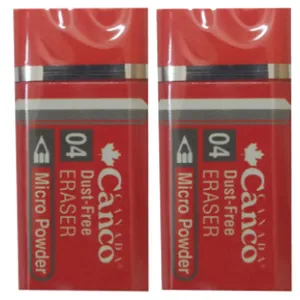 CANADA
Canco
Dust-Free
ERASER
04
Micro Powder
CANADA
Canco
Dust-Free
ERASER
04
Micro Powder